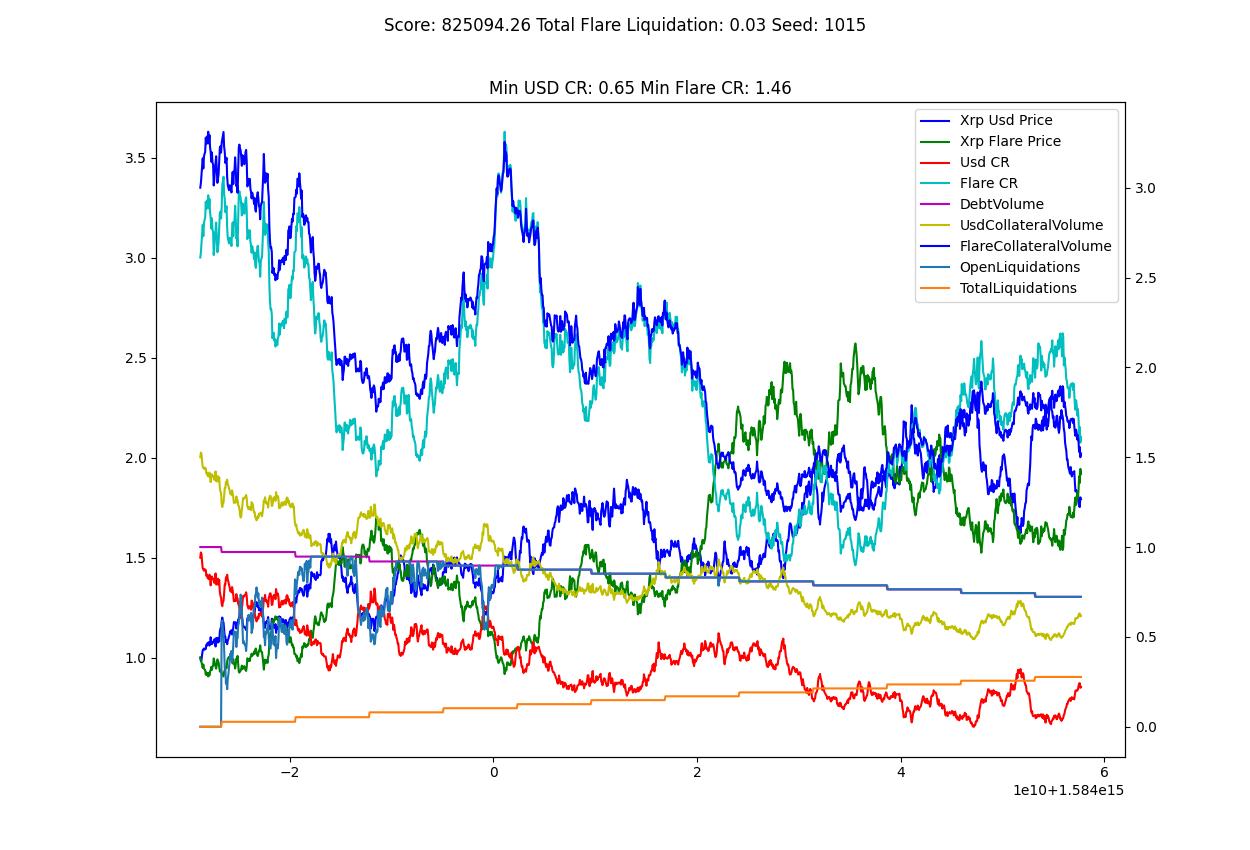 Score: 825094.26 Total Flare Liquidation: 0.03 Seed: 1015
Min USD CR: 0.65 Min Flare CR: 1.46
Xrp Usd Price
Xrp Flare Price
Usd CR
Flare CR
DebtVolume
UsdCollateralVolume
FlareCollateralVolume
OpenLiquidations
TotalLiquidations
3.5
3.0
2.5
2.0
1.5
1.0
3.0
2.5
2.0
1.5
1.0
0.5
0.0
−2 0 2 4 6
1e10+1.584e15